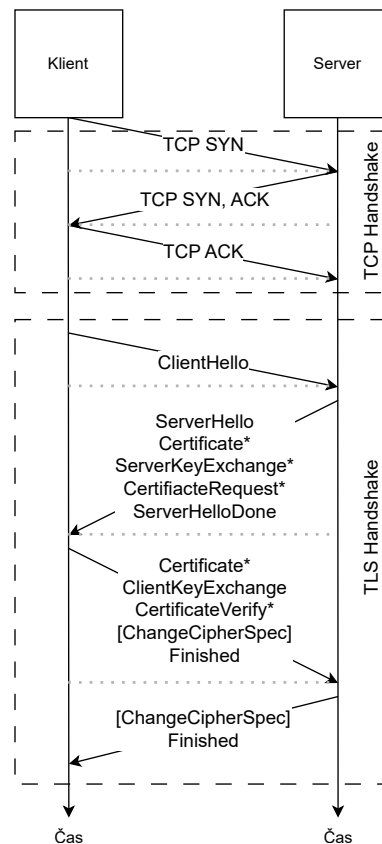 Klient
Server
TCP SYN
TCP SYN, ACK
TCP ACK
TCP Handshake
ClientHello
ServerHello
Certificate*
ServerKeyExchange*
CertifiacteRequest*
ServerHelloDone
Certificate*
ClientKeyExchange
CertificateVerify*
[ChangeCipherSpec]
Finished
[ChangeCipherSpec]
Finished
TLS Handshake
Čas
Čas